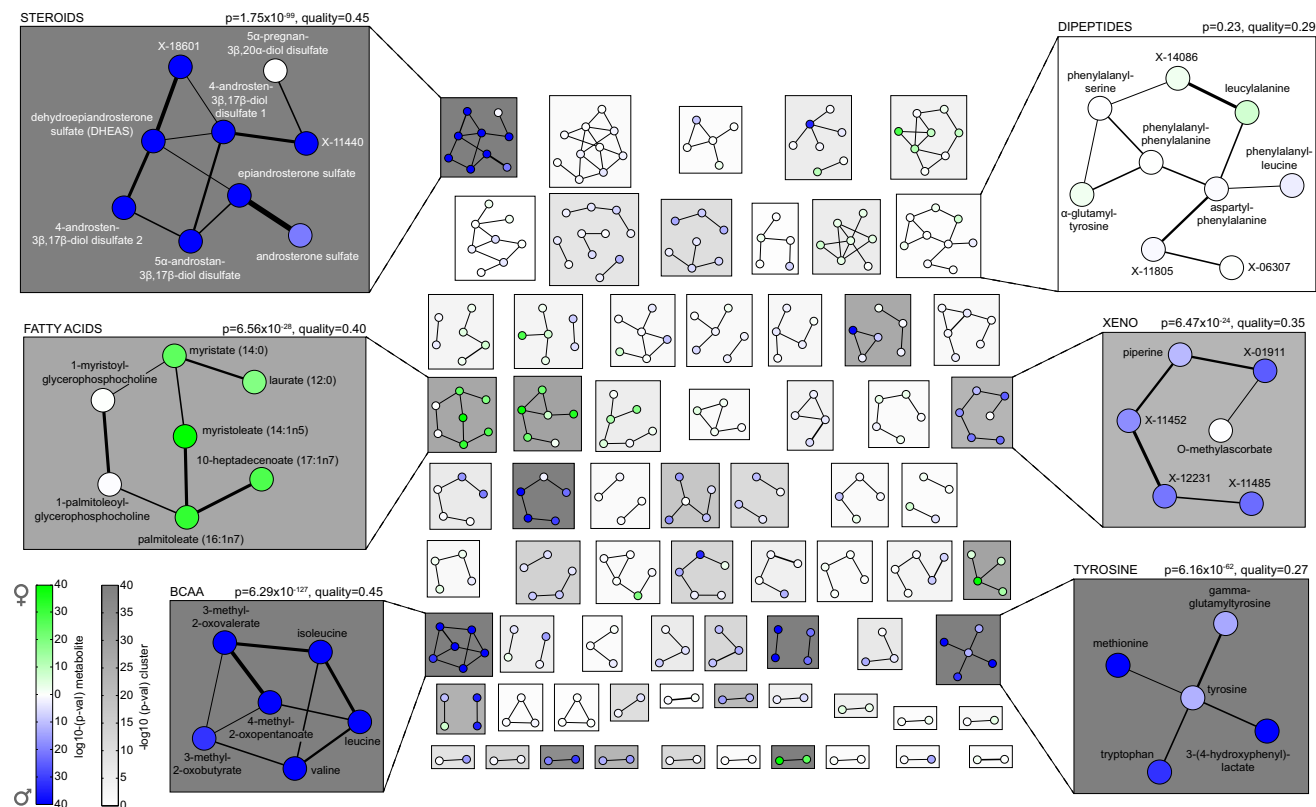 STEROIDS
p=1.75x10⁻⁹⁹, quality=0.45
X-18601
5α-pregnan-
3β,20α-diol disulfate
4-androsten-
3β,17β-diol
disulfate 1
dehydroepiandrosterone
sulfate (DHEAS)
X-11440
epiandrosterone sulfate
4-androsten-
3β,17β-diol disulfate 2
androsterone sulfate
5α-androstan-
3β,17β-diol disulfate
DIPEPTIDES
p=0.23, quality=0.29
X-14086
phenylalanyl-
serine
leucylalanine
phenylalanyl-
phenylalanine
phenylalanyl-
leucine
α-glutamyl-
tyrosine
aspartyl-
phenylalanine
X-11805
X-06307
FATTY ACIDS
p=6.56x10⁻²⁸, quality=0.40
myristate (14:0)
1-myristoyl-
glycerophosphocholine
laurate (12:0)
myristoleate (14:1n5)
10-heptadecenoate (17:1n7)
1-palmitoleoyl-
glycerophosphocholine
palmitoleate (16:1n7)
XENO
p=6.47x10⁻²⁴, quality=0.35
piperine
X-01911
X-11452
O-methylascorbate
X-12231
X-11485
♀
♂
40
30
20
10
0
10
20
30
40
log10-(p-val) metabolite
40
35
30
25
20
15
10
5
0
-log10 (p-val) cluster
BCAA
p=6.29x10⁻¹²⁷, quality=0.45
3-methyl-
2-oxovalerate
isoleucine
4-methyl-
2-oxopentanoate
leucine
3-methyl-
2-oxobutyrate
valine
TYROSINE
p=6.16x10⁻⁶², quality=0.27
gamma-
glutamyltyrosine
methionine
tyrosine
tryptophan
3-(4-hydroxyphenyl)-
lactate